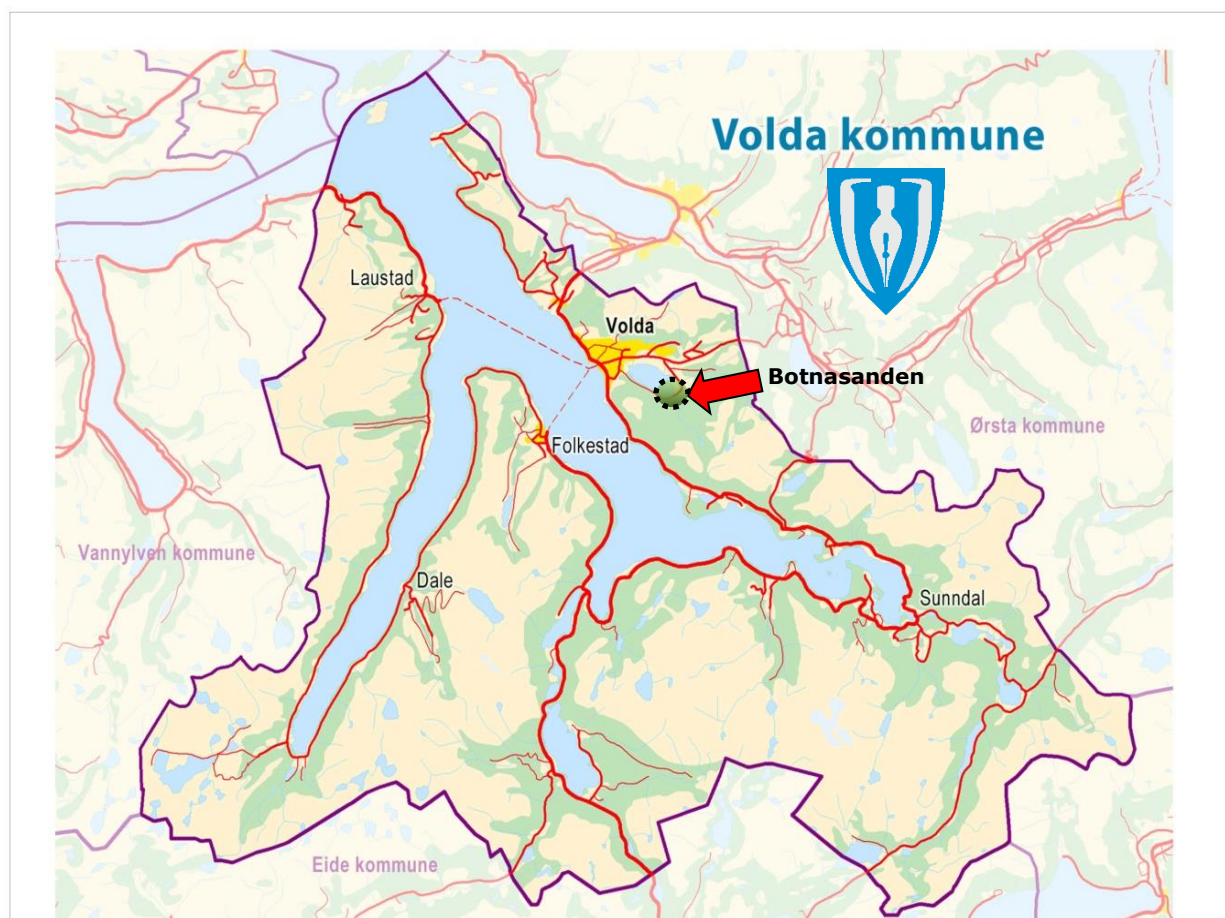 Volda kommune
Laustad
Volda
Botnasanden
Ørsta kommune
Folkestad
Vannylven kommune
Dale
Sunndal
Eide kommune